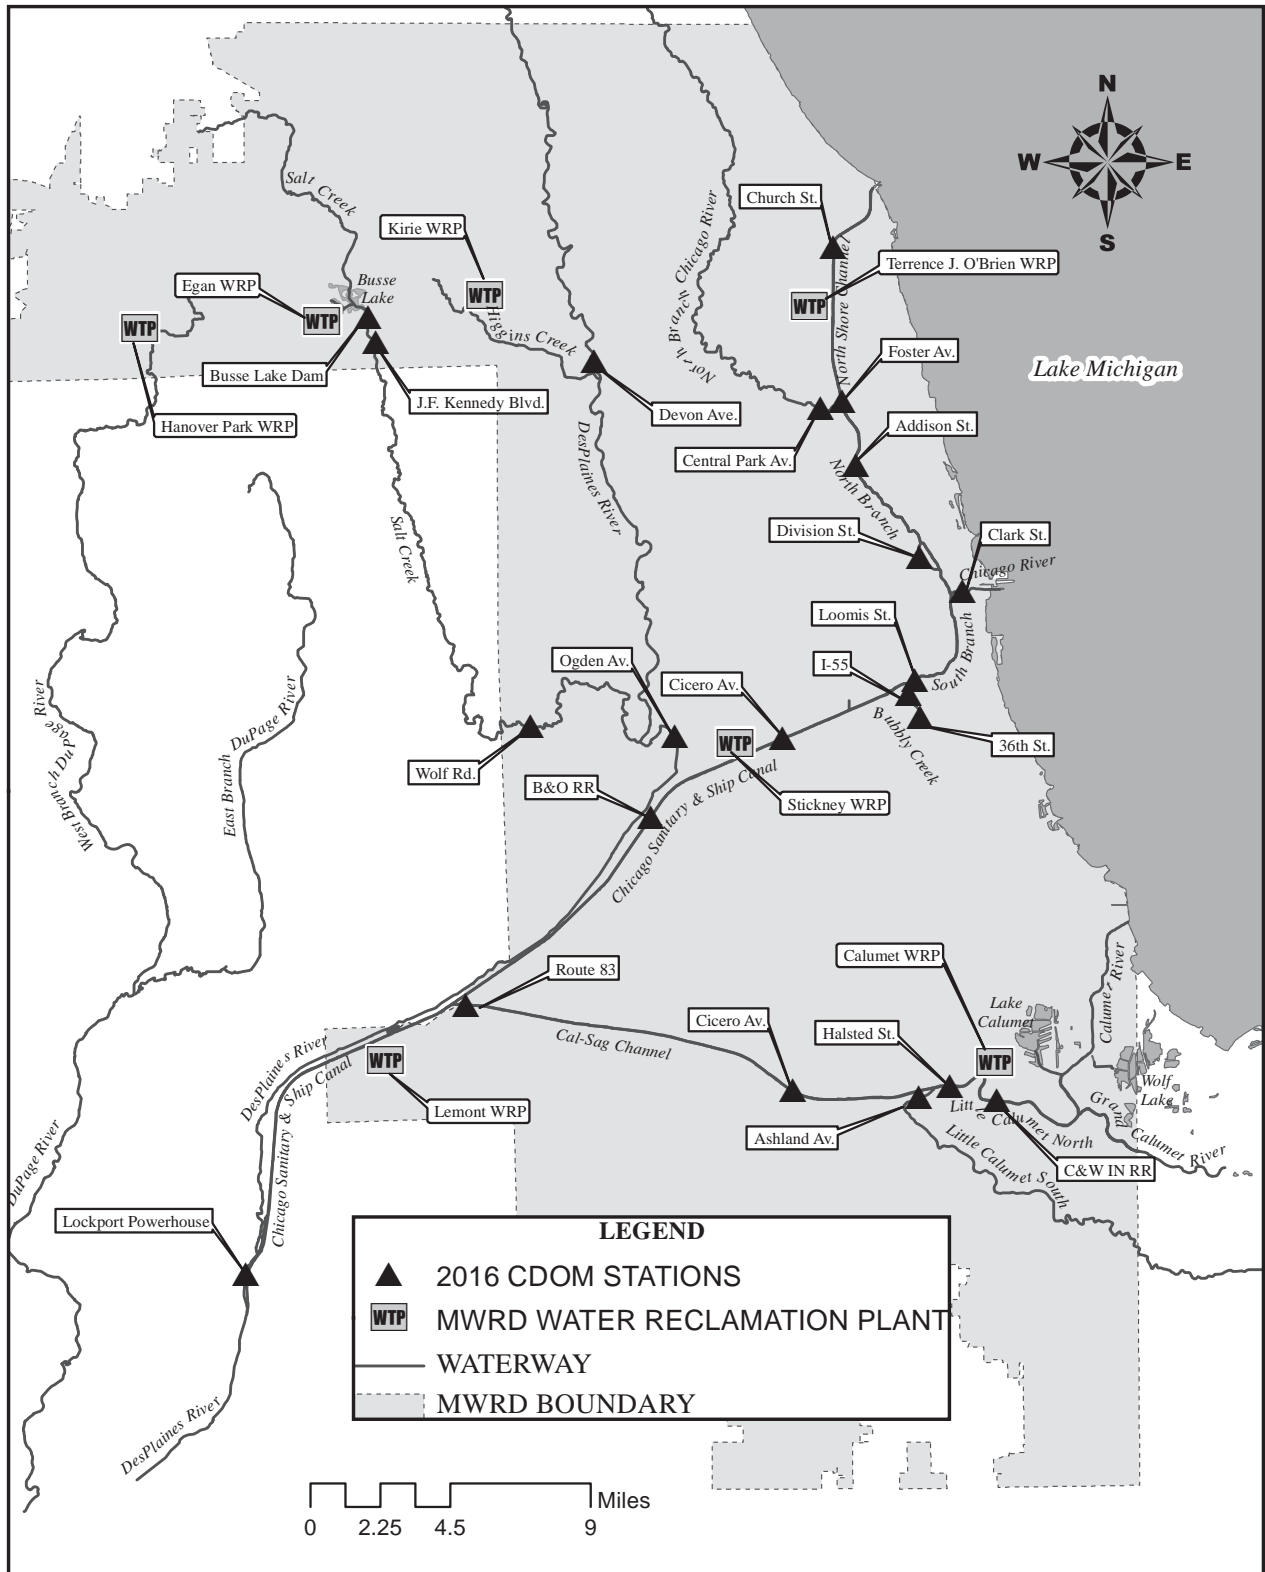 N
W
E
S
Church St.
Salt Creek
Kirie WRP
North Branch Chicago River
North Shore Channel
Terrence J. O'Brien WRP
Egan WRP
Busse
Lake
WTP
WTP
WTP
WTP
Higgins Creek
Foster Av.
Lake Michigan
Busse Lake Dam
J.F. Kennedy Blvd.
Devon Ave.
Hanover Park WRP
Addison St.
Central Park Av.
DesPlaines River
North Branch
Salt Creek
Division St.
Clark St.
Chicago River
Loomis St.
South Branch
I-55
Ogden Av.
Cicero Av.
Bubbly Creek
36th St.
West Branch DuPage River
East Branch DuPage River
WTP
Wolf Rd.
B&O RR
Stickney WRP
Chicago Sanitary & Ship Canal
Calumet WRP
Route 83
Lake
Calumet
Calumet River
Cicero Av.
Halsted St.
Cal-Sag Channel
WTP
WTP
Wolf
Lake
DesPlaines River
Chicago Sanitary & Ship Canal
Lemont WRP
Grand Calumet River
Little Calumet North
Ashland Av.
Little Calumet South
C&W IN RR
DuPage River
Lockport Powerhouse
LEGEND
2016 CDOM STATIONS
WTP MWRD WATER RECLAMATION PLANT
WATERWAY
MWRD BOUNDARY
DesPlaines River
Miles
0 2.25 4.5 9